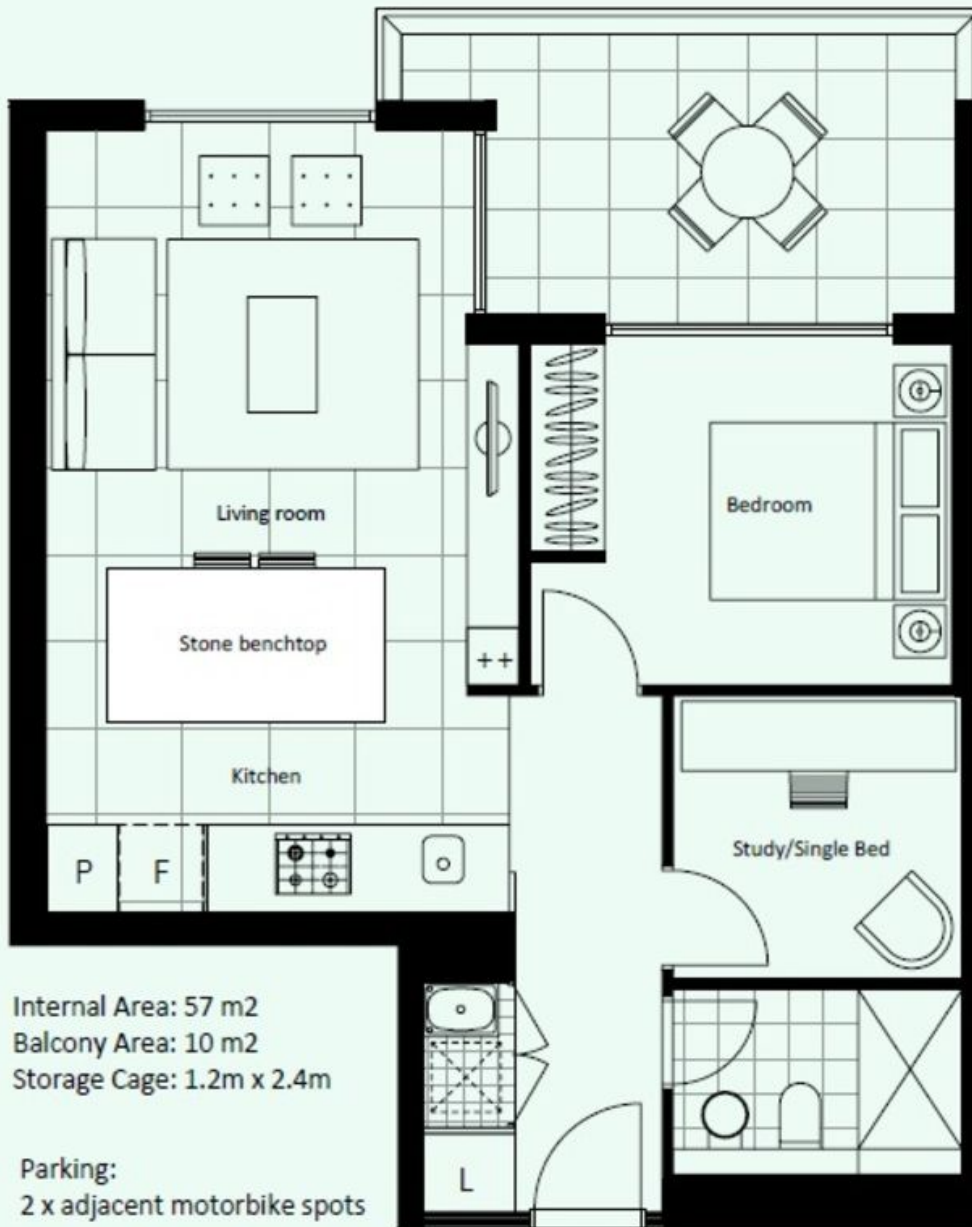 Living room
Bedroom
Stone benchtop
++
Kitchen
P
F
Study/Single Bed
Internal Area: 57 m2
Balcony Area: 10 m2
Storage Cage: 1.2m x 2.4m
L
Parking:
2 x adjacent motorbike spots